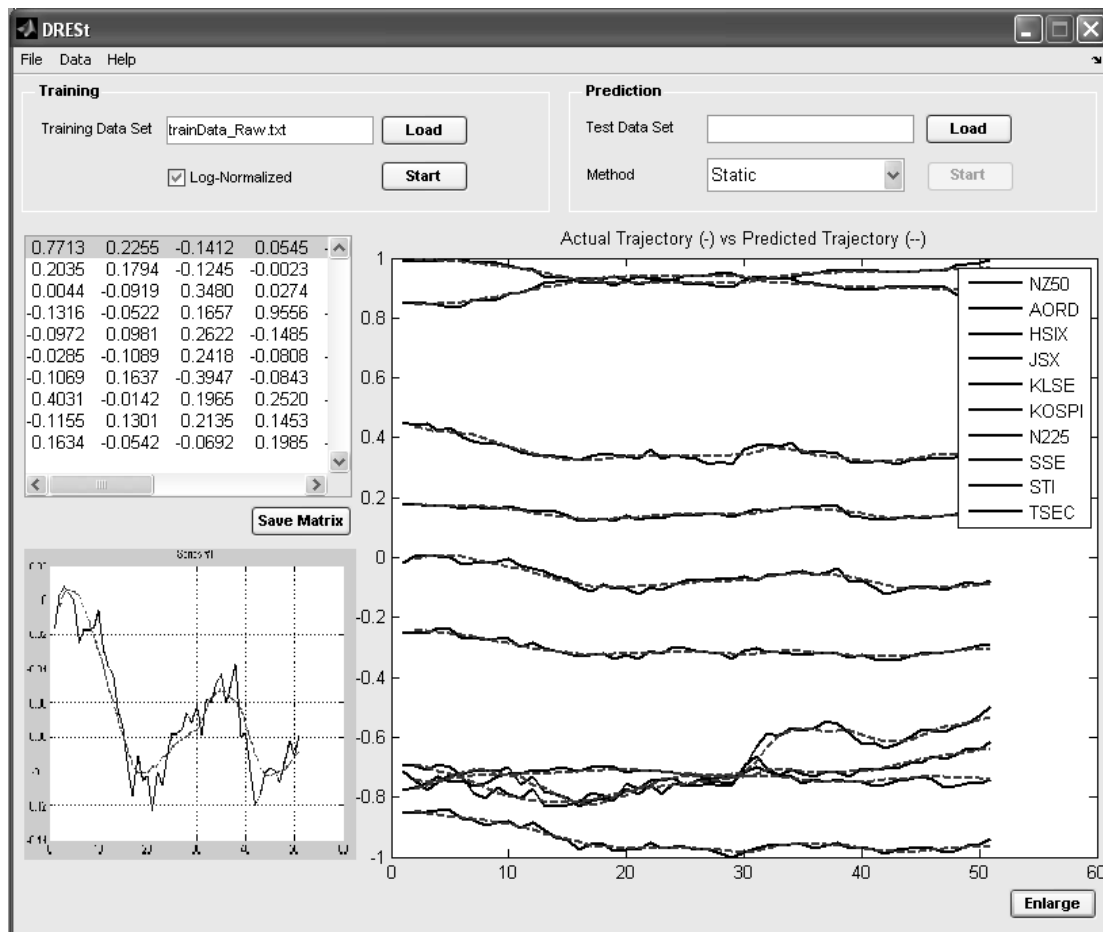 DRESt
File Data Help
Training
Training Data Set trainData_Raw.txt Load
Log-Normalized Start
Prediction
Test Data Set Load
Method Static Start
0.7713 0.2255 -0.1412 0.0545 -
0.2035 0.1794 -0.1245 -0.0023
0.0044 -0.0919 0.3480 0.0274
-0.1316 -0.0522 0.1657 0.9556 -
-0.0972 0.0981 0.2622 -0.1485
-0.0285 -0.1089 0.2418 -0.0808 -
-0.1069 0.1637 -0.3947 -0.0843
0.4031 -0.0142 0.1965 0.2520 -
-0.1155 0.1301 0.2135 0.1453
0.1634 -0.0542 -0.0692 0.1985 -
Save Matrix
Actual Trajectory (-) vs Predicted Trajectory (--)
1
0.8
0.6
0.4
0.2
0
-0.2
-0.4
-0.6
-0.8
-1
0 10 20 30 40 50 60
NZ50
AORD
HSIX
JSX
KLSE
KOSPI
N225
SSE
STI
TSEC
Enlarge